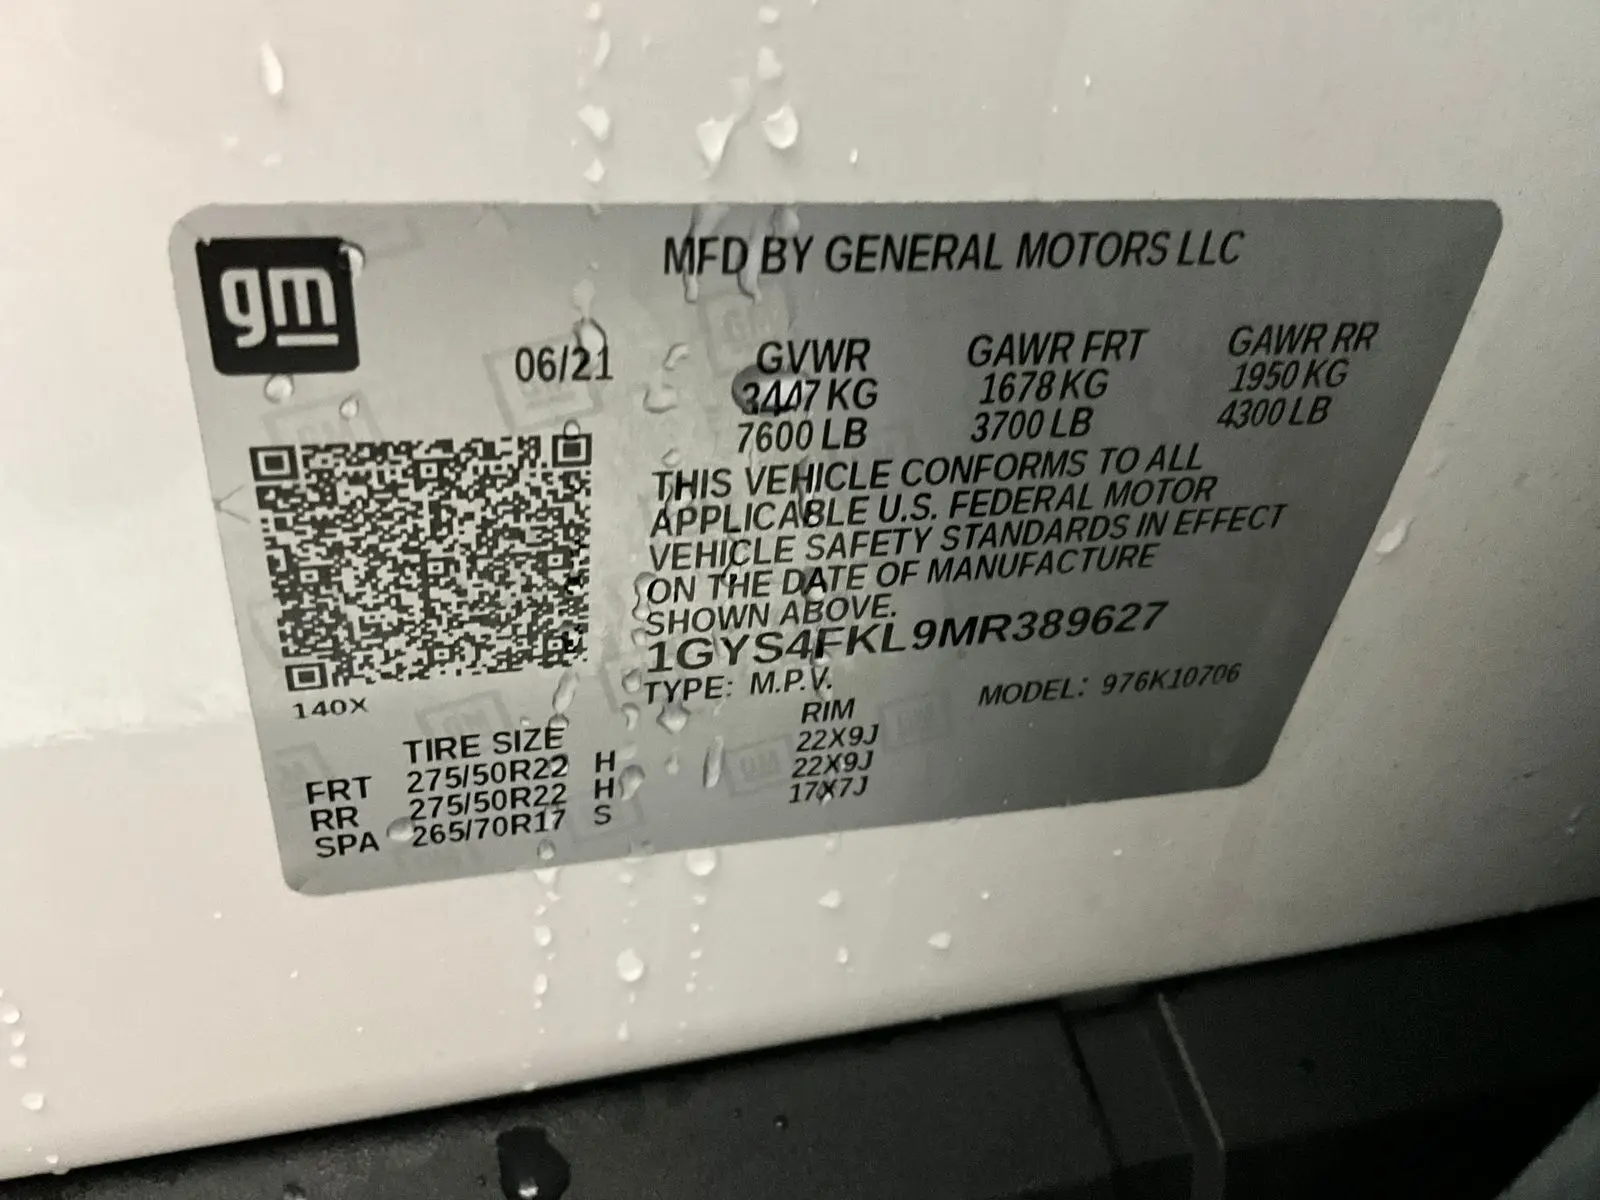 gm
MFD BY GENERAL MOTORS LLC
06/21
GVWR GAWR FRT GAWR RR
3447 KG 1678 KG 1950 KG
7600 LB 3700 LB 4300 LB
THIS VEHICLE CONFORMS TO ALL
APPLICABLE U.S. FEDERAL MOTOR
VEHICLE SAFETY STANDARDS IN EFFECT
ON THE DATE OF MANUFACTURE
SHOWN ABOVE.
1GYS4FKL9MR389627
TYPE: M.P.V. MODEL: 976K10706
140X
TIRE SIZE RIM
FRT 275/50R22 H 22X9J
RR 275/50R22 H 22X9J
SPA 265/70R17 S 17X7J